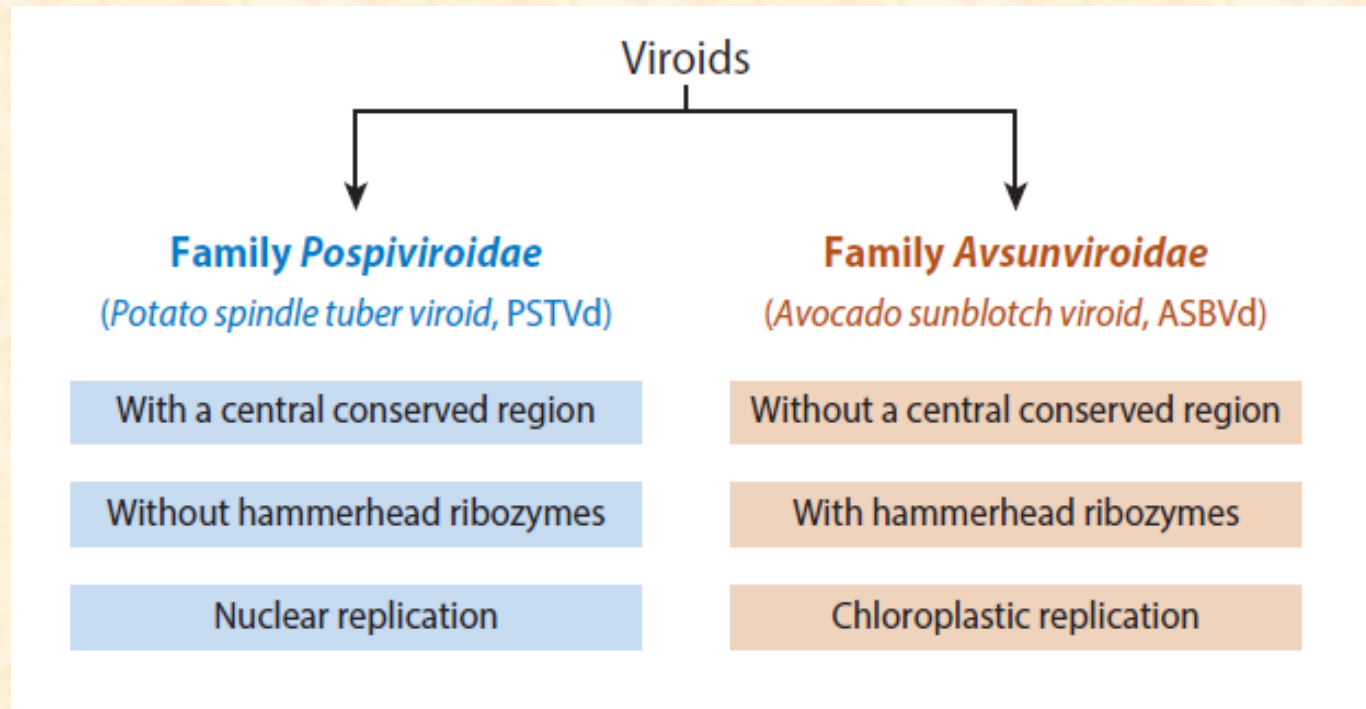 Viroids
Family Pospiviroidae
(Potato spindle tuber viroid, PSTVd)
With a central conserved region
Without hammerhead ribozymes
Nuclear replication
Family Avsunviroidae
(Avocado sunblotch viroid, ASBVd)
Without a central conserved region
With hammerhead ribozymes
Chloroplastic replication